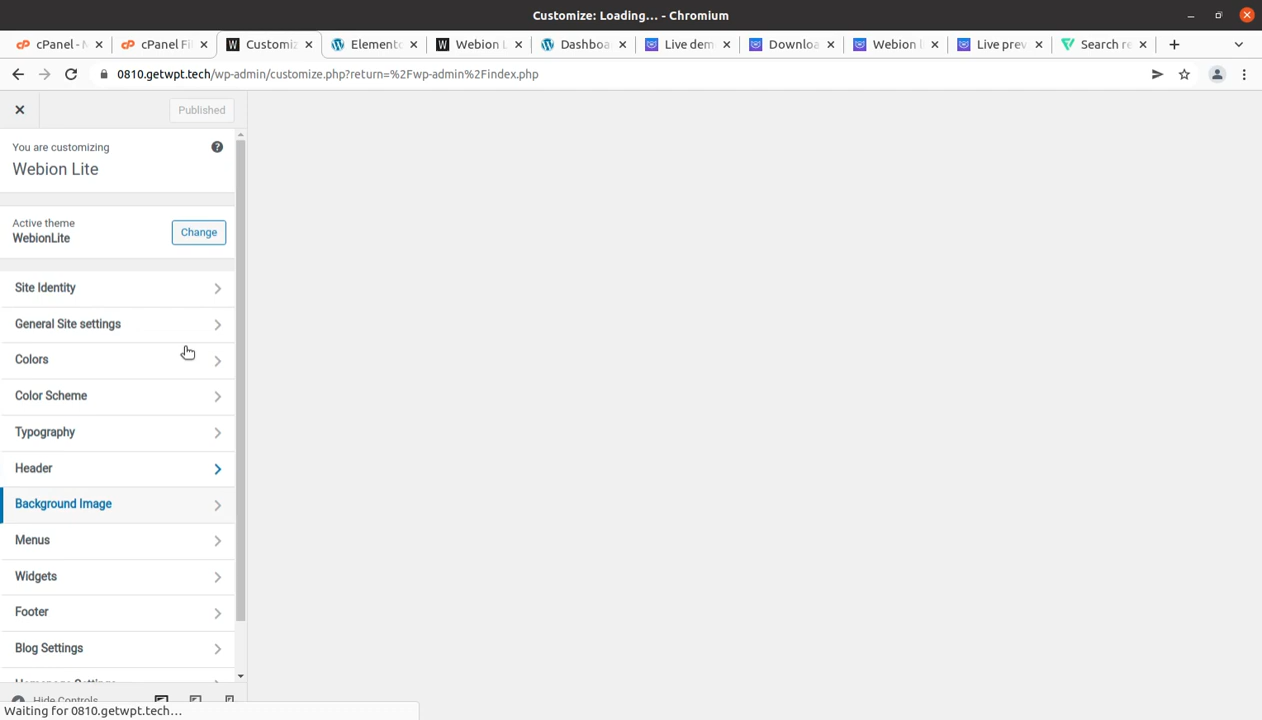 Customize: Loading... - Chromium
cPanel - M
cPanel Fi
Customiz
Elemento
Webion L
Dashboa
Live dem
Downloa
Webion l
Live prev
Search re
0810.getwpt.tech/wp-admin/customize.php?return=%2Fwp-admin%2Findex.php
Published
You are customizing
Webion Lite
Active theme
WebionLite
Change
Site Identity
General Site settings
Colors
Color Scheme
Typography
Header
Background Image
Menus
Widgets
Footer
Blog Settings
Homepage Settings
Hide Controls
Waiting for 0810.getwpt.tech...